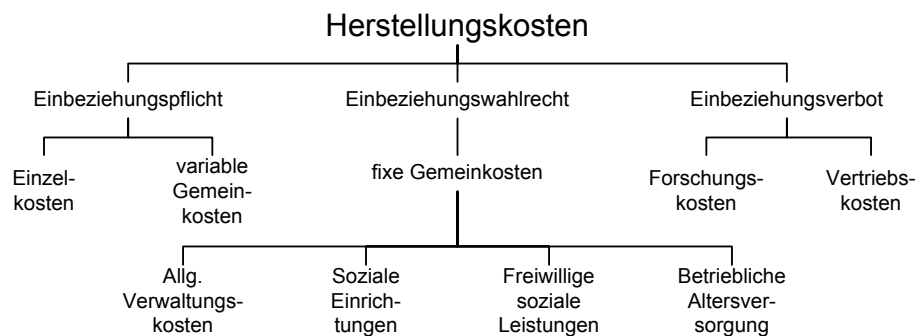 Herstellungskosten
Einbeziehungspflicht
Einbeziehungswahlrecht
Einbeziehungsverbot
Einzel-
kosten
variable
Gemein-
kosten
fixe Gemeinkosten
Forschungs-
kosten
Vertriebs-
kosten
Allg.
Verwaltungs-
kosten
Soziale
Einrich-
tungen
Freiwillige
soziale
Leistungen
Betriebliche
Altersver-
sorgung